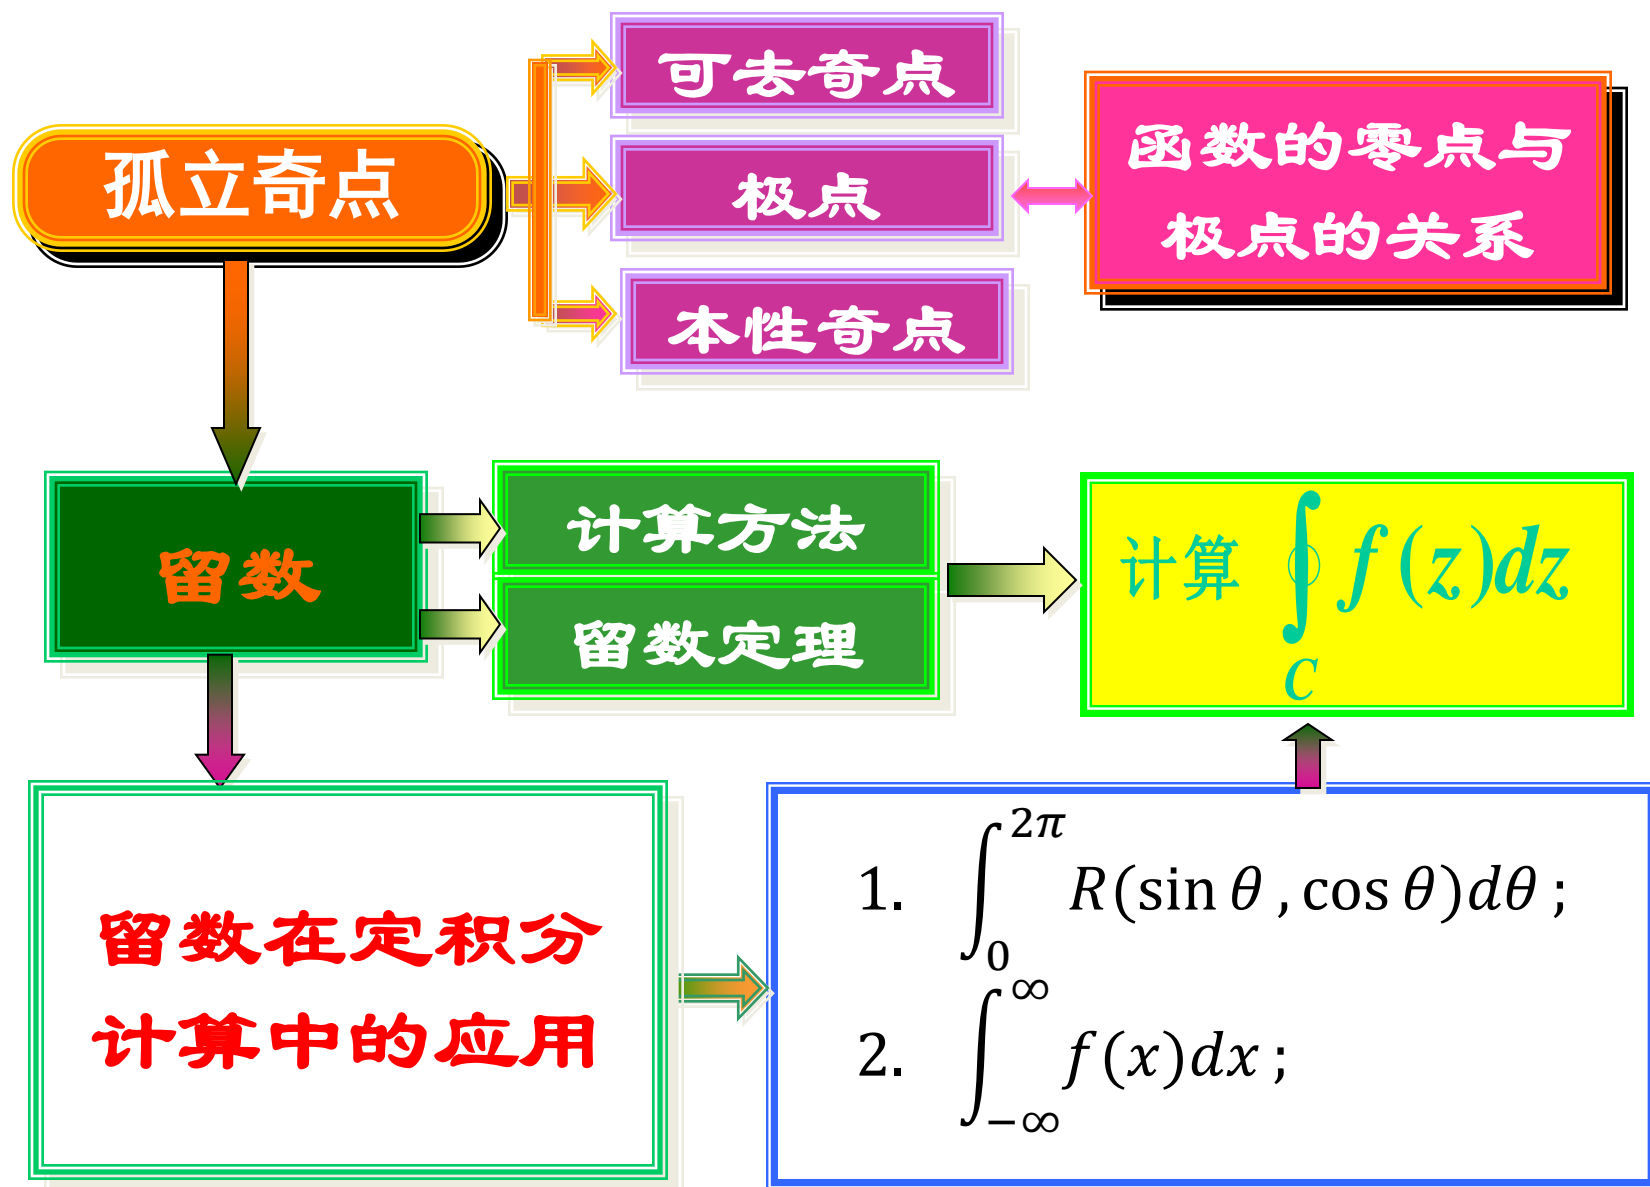 可去奇点
孤立奇点
极点
本性奇点
函数的零点与
极点的关系
留数
计算方法
留数定理
计算 ∮_C f(z)dz
留数在定积分
计算中的应用
1. ∫_0^{2π} R(sin θ , cos θ)dθ ;
2. ∫_{−∞}^{∞} f(x)dx ;